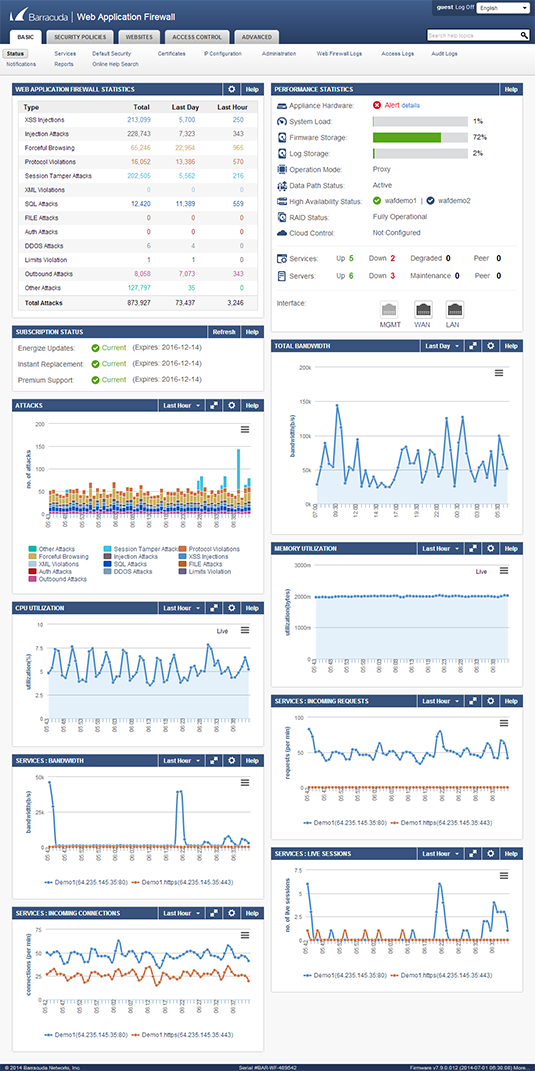 Barracuda | Web Application Firewall
guest Log Off English
BASIC SECURITY POLICIES WEBSITES ACCESS CONTROL ADVANCED
Search help topics
Status Services Default Security Certificates IP Configuration Administration Web Firewall Logs Access Logs Audit Logs
Notifications Reports Online Help Search
WEB APPLICATION FIREWALL STATISTICS Help
Type Total Last Day Last Hour
XSS Injections 213,099 5,700 250
Injection Attacks 228,743 7,323 343
Forceful Browsing 65,246 22,964 965
Protocol Violations 16,052 13,386 570
Session Tamper Attacks 202,505 5,562 216
XML Violations 0 0 0
SQL Attacks 12,420 11,389 559
FILE Attacks 0 0 0
Auth Attacks 0 0 0
DDOS Attacks 6 4 0
Limits Violation 1 1 0
Outbound Attacks 8,058 7,073 343
Other Attacks 127,797 35 0
Total Attacks 873,927 73,437 3,246
SUBSCRIPTION STATUS Refresh Help
Energize Updates: Current (Expires: 2016-12-14)
Instant Replacement: Current (Expires: 2016-12-14)
Premium Support: Current (Expires: 2016-12-14)
ATTACKS Last Hour Help
200
150
100
50
0
no. of attacks
Other Attacks Session Tamper Attacks Protocol Violations
Forceful Browsing Injection Attacks XSS Injections
XML Violations SQL Attacks FILE Attacks
Auth Attacks DDOS Attacks Limits Violation
Outbound Attacks
CPU UTILIZATION Last Hour Help
Live
10
7.5
5
2.5
0
utilization(%)
SERVICES : BANDWIDTH Last Hour Help
50k
25k
0
bandwidth(b/s)
Demo1(64.235.145.35:80) Demo1.https(64.235.145.35:443)
SERVICES : INCOMING CONNECTIONS Last Hour Help
75
50
25
0
connections (per min)
Demo1(64.235.145.35:80) Demo1.https(64.235.145.35:443)
PERFORMANCE STATISTICS Help
Appliance Hardware: Alert details
System Load: 1%
Firmware Storage: 72%
Log Storage: 2%
Operation Mode: Proxy
Data Path Status: Active
High Availability Status: wafdemo1 | wafdemo2
RAID Status: Fully Operational
Cloud Control: Not Configured
Services: Up 5 Down 2 Degraded 0 Peer 0
Servers: Up 6 Down 3 Maintenance 0 Peer 0
Interface:
MGMT WAN LAN
TOTAL BANDWIDTH Last Day Help
200k
150k
100k
50k
0k
bandwidth(b/s)
MEMORY UTILIZATION Last Hour Help
Live
3000m
2000m
1000m
utilization(bytes)
SERVICES : INCOMING REQUESTS Last Hour Help
100
50
0
requests (per min)
Demo1(64.235.145.35:80) Demo1.https(64.235.145.35:443)
SERVICES : LIVE SESSIONS Last Hour Help
7.5
5
2.5
0
no. of live sessions
Demo1(64.235.145.35:80) Demo1.https(64.235.145.35:443)
© 2014 Barracuda Networks, Inc. Serial #BAR-WF-489542 Firmware v7.9.0.012 (2014-07-01 05:36:08) More...